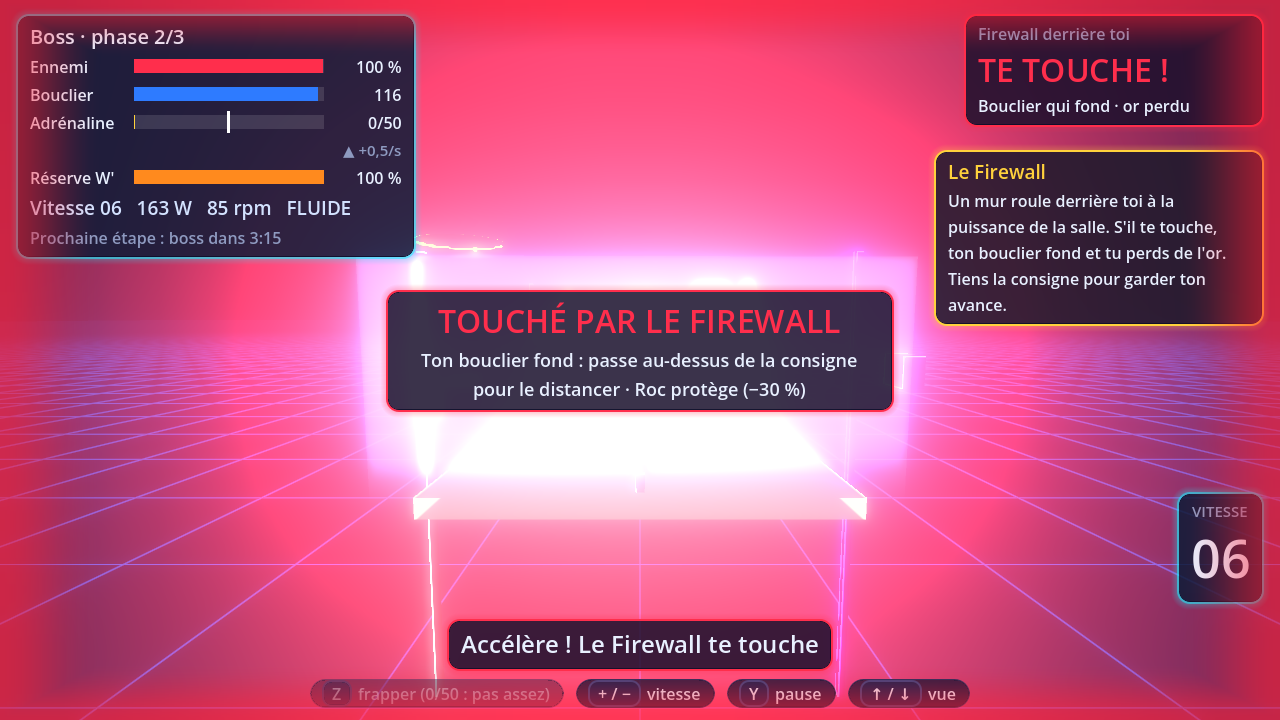 Boss · phase 2/3
Ennemi 100 %
Bouclier 116
Adrénaline 0/50
▲ +0,5/s
Réserve W' 100 %
Vitesse 06 163 W 85 rpm FLUIDE
Prochaine étape : boss dans 3:15
Firewall derrière toi
TE TOUCHE !
Bouclier qui fond · or perdu
Le Firewall
Un mur roule derrière toi à la
puissance de la salle. S'il te touche,
ton bouclier fond et tu perds de l'or.
Tiens la consigne pour garder ton
avance.
TOUCHÉ PAR LE FIREWALL
Ton bouclier fond : passe au-dessus de la consigne
pour le distancer · Roc protège (−30 %)
VITESSE
06
Accélère ! Le Firewall te touche
Z frapper (0/50 : pas assez) + / − vitesse Y pause ↑ / ↓ vue